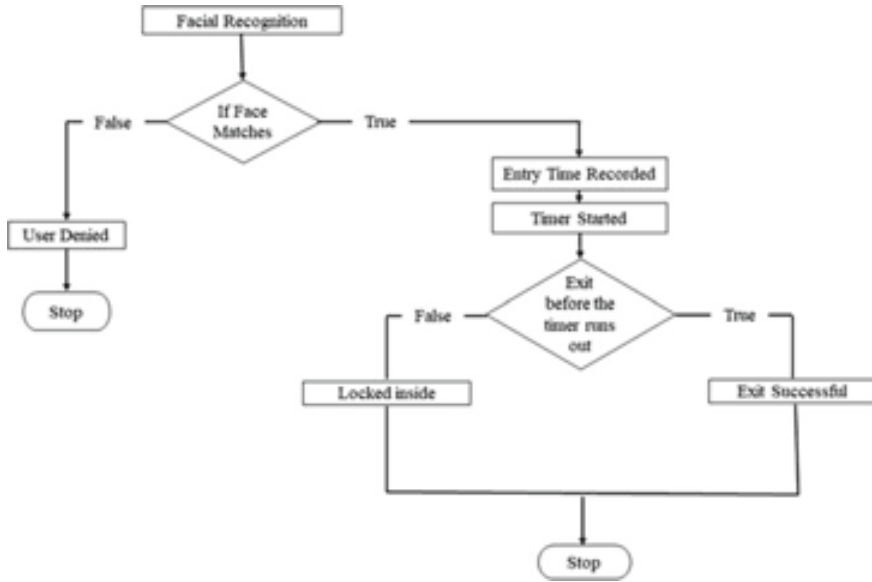 Facial Recognition
If Face
Matches
False
True
Entry Time Recorded
Timer Started
User Denied
Stop
Exit
before the
timer runs
out
False
True
Locked inside
Exit Successful
Stop